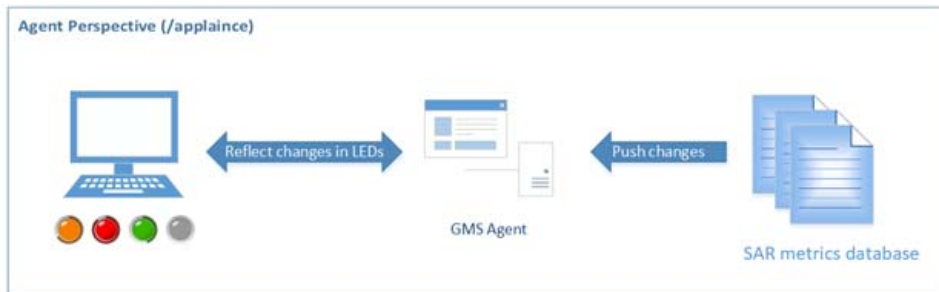 Agent Perspective (/applaince)
Reflect changes in LEDs
Push changes
GMS Agent
SAR metrics database